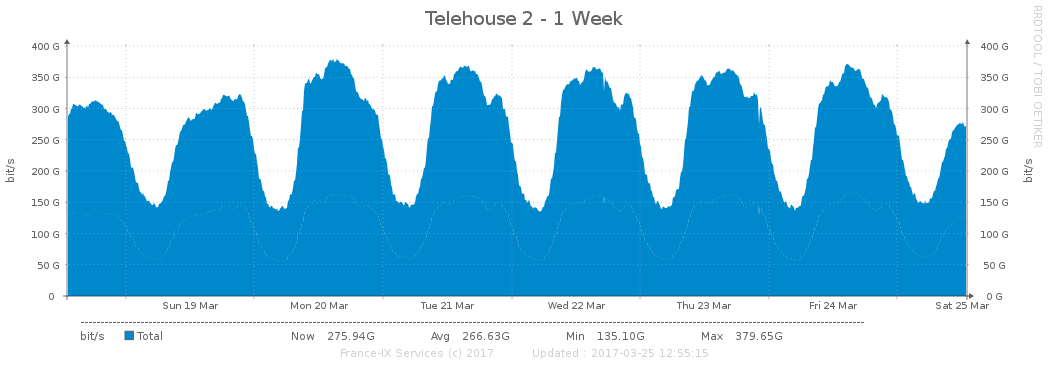 Telehouse 2 - 1 Week
RRDTOOL / TOBI OETIKER
400 G 400 G
350 G 350 G
300 G 300 G
250 G 250 G
200 G 200 G
150 G 150 G
100 G 100 G
50 G 50 G
0 0 G
bit/s bit/s
Sun 19 Mar Mon 20 Mar Tue 21 Mar Wed 22 Mar Thu 23 Mar Fri 24 Mar Sat 25 Mar
bit/s Total Now 275.94G Avg 266.63G Min 135.10G Max 379.65G
France-IX Services (c) 2017 Updated : 2017-03-25 12:55:15